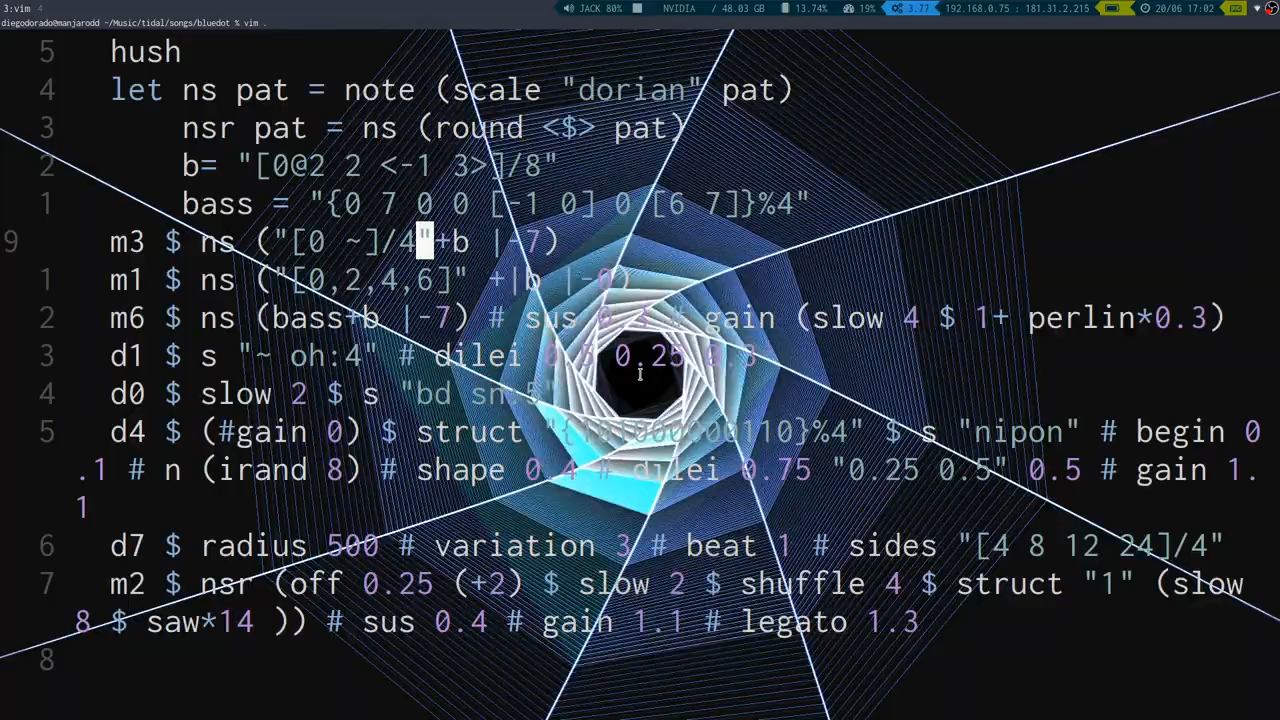 3:vim 4 JACK 80% NVIDIA / 48.03 GB 13.74% 19% 3.77 192.168.0.75 181.31.2.215 20/06 17:02
diegodorado@manjarodd ~/Music/tidal/songs/bluedot % vim .
5 hush
4 let ns pat = note (scale "dorian" pat)
3 nsr pat = ns (round <$> pat)
2 b= "[0@2 2 <-1 3>]/8"
1 bass = "{0 7 0 0 [-1 0] 0 [6 7]}%4"
9 m3 $ ns ("[0 ~]/4"+b |-7)
1 m1 $ ns ("[0,2,4,6]" +|b |-0)
2 m6 $ ns (bass+b |-7) # sus # gain (slow 4 $ 1+ perlin*0.3)
3 d1 $ s "~ oh:4" # dilei 0.25
4 d0 $ slow 2 $ s "bd sn:5"
5 d4 $ (#gain 0) $ struct $ s "nipon" # begin 0
.1 # n (irand 8) # shape 0.4 # dilei 0.75 "0.25 0.5" 0.5 # gain 1.
1
6 d7 $ radius 500 # variation 3 # beat 1 # sides "[4 8 12 24]/4"
7 m2 $ nsr (off 0.25 (+2) $ slow 2 $ shuffle 4 $ struct "1" (slow
8 $ saw*14 )) # sus 0.4 # gain 1.1 # legato 1.3
8